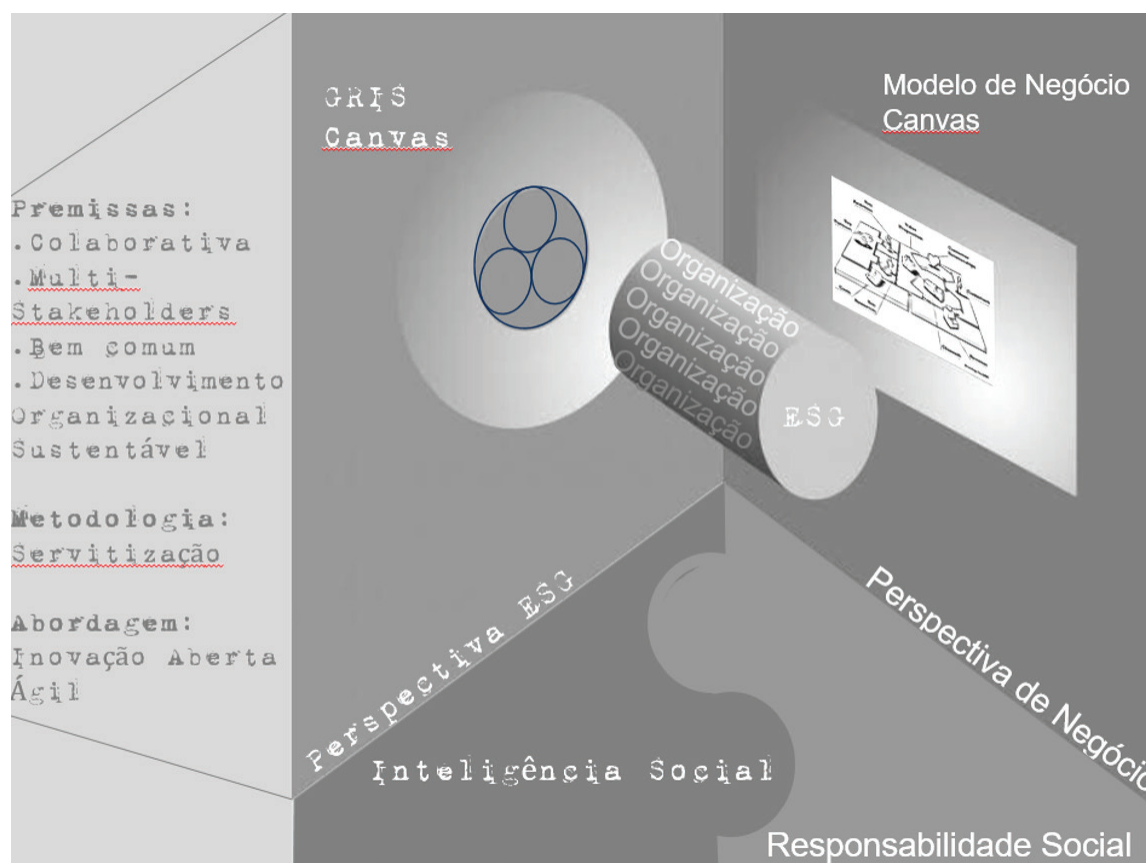 Premissas:
.Colaborativa
.Multi-
Stakeholders
.Bem comum
.Desenvolvimento
Organizacional
Sustentável
Metodologia:
Servitização
Abordagem:
Inovação Aberta
Ágil
GRIS
Canvas
Modelo de Negócio
Canvas
Organização
Organização
Organização
Organização
Organização
ESG
Perspectiva ESG
Perspectiva de Negócio
Inteligência Social
Responsabilidade Social